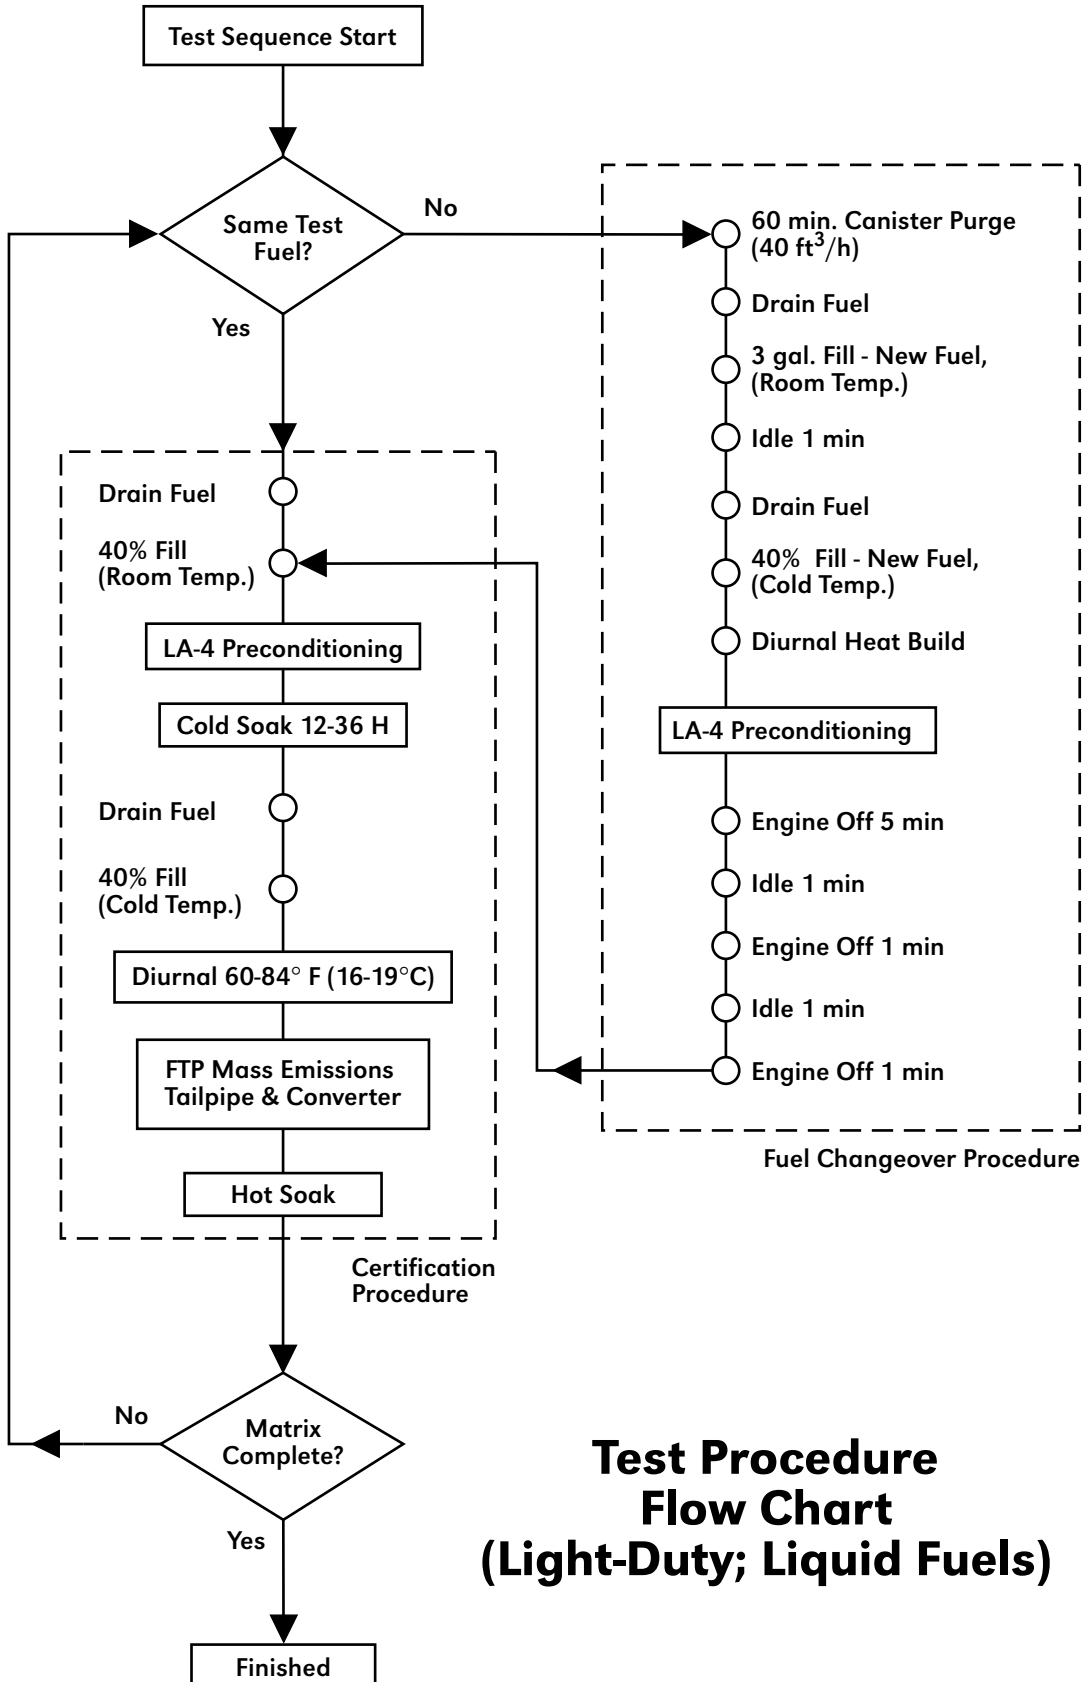 Test Sequence Start
Same Test
Fuel?
No
Yes
60 min. Canister Purge
(40 ft³/h)
Drain Fuel
3 gal. Fill - New Fuel,
(Room Temp.)
Idle 1 min
Drain Fuel
40% Fill - New Fuel,
(Cold Temp.)
Diurnal Heat Build
LA-4 Preconditioning
Engine Off 5 min
Idle 1 min
Engine Off 1 min
Idle 1 min
Engine Off 1 min
Fuel Changeover Procedure
Drain Fuel
40% Fill
(Room Temp.)
LA-4 Preconditioning
Cold Soak 12-36 H
Drain Fuel
40% Fill
(Cold Temp.)
Diurnal 60-84° F (16-19°C)
FTP Mass Emissions
Tailpipe & Converter
Hot Soak
Certification
Procedure
No
Matrix
Complete?
Yes
Finished
Test Procedure
Flow Chart
(Light-Duty; Liquid Fuels)